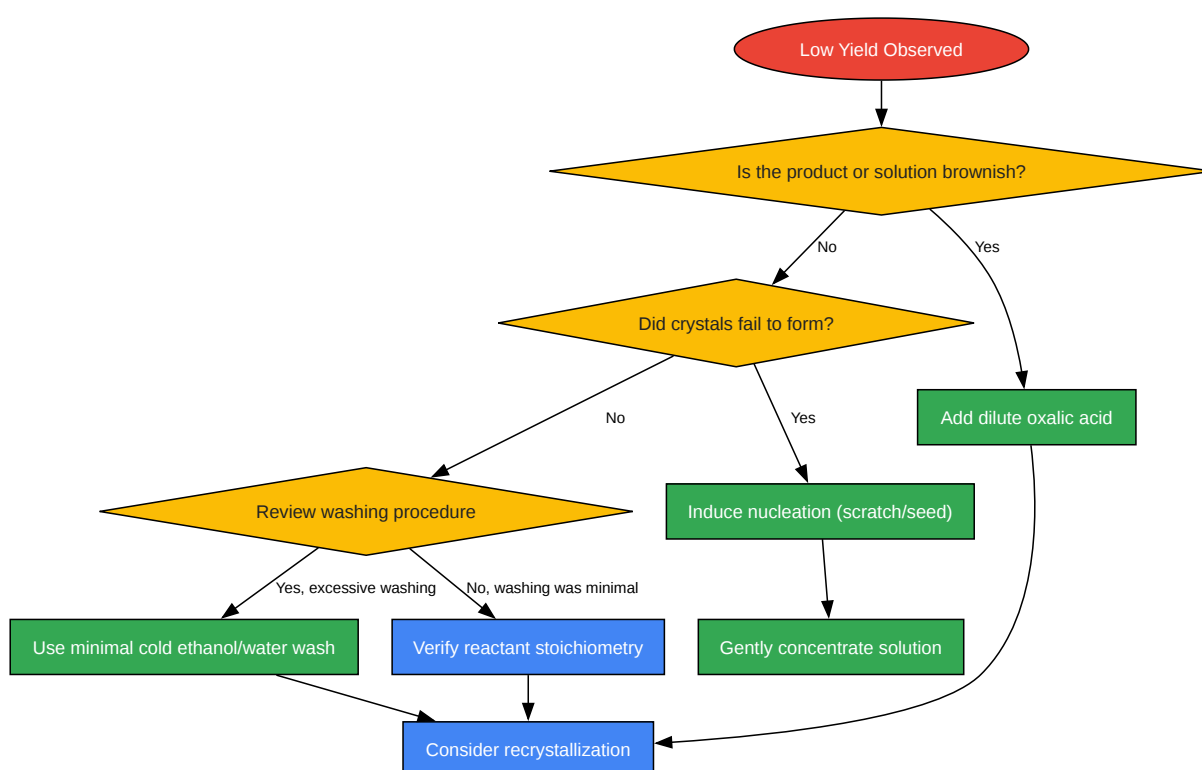 Low Yield Observed
Is the product or solution brownish?
No
Yes
Did crystals fail to form?
Add dilute oxalic acid
No
Yes
Review washing procedure
Induce nucleation (scratch/seed)
Yes, excessive washing
No, washing was minimal
Use minimal cold ethanol/water wash
Verify reactant stoichiometry
Gently concentrate solution
Consider recrystallization